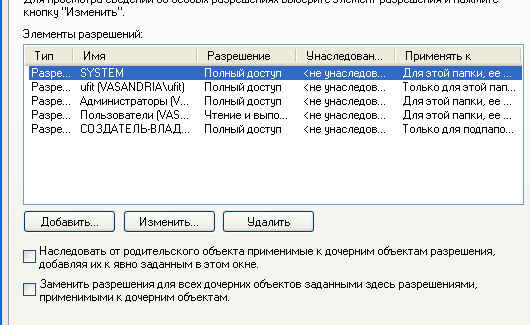 Для просмотра сведений об особых разрешениях выберите элемент разрешения и нажмите
кнопку "Изменить".
Элементы разрешений:
Тип Имя Разрешение Унаследован... Применять к
Разре... SYSTEM Полный доступ <не унаследов... Для этой папки, ее ...
Разре... ufit (VASANDRIA\ufit) Полный доступ <не унаследов... Только для этой пап...
Разре... Администраторы (V... Полный доступ <не унаследов... Для этой папки, ее ...
Разре... Пользователи (VAS... Чтение и выпо... <не унаследов... Для этой папки, ее ...
Разре... СОЗДАТЕЛЬ-ВЛАД... Полный доступ <не унаследов... Только для подпапо...
Добавить... Изменить... Удалить
Наследовать от родительского объекта применимые к дочерним объектам разрешения,
добавляя их к явно заданным в этом окне.
Заменить разрешения для всех дочерних объектов заданными здесь разрешениями,
применимыми к дочерним объектам.